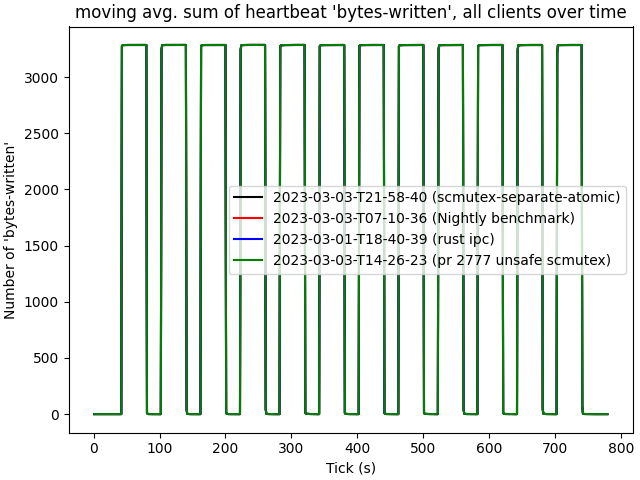 moving avg. sum of heartbeat 'bytes-written', all clients over time
Number of 'bytes-written'
3000
2500
2000
1500
1000
500
0
2023-03-03-T21-58-40 (scmutex-separate-atomic)
2023-03-03-T07-10-36 (Nightly benchmark)
2023-03-01-T18-40-39 (rust ipc)
2023-03-03-T14-26-23 (pr 2777 unsafe scmutex)
0 100 200 300 400 500 600 700 800
Tick (s)